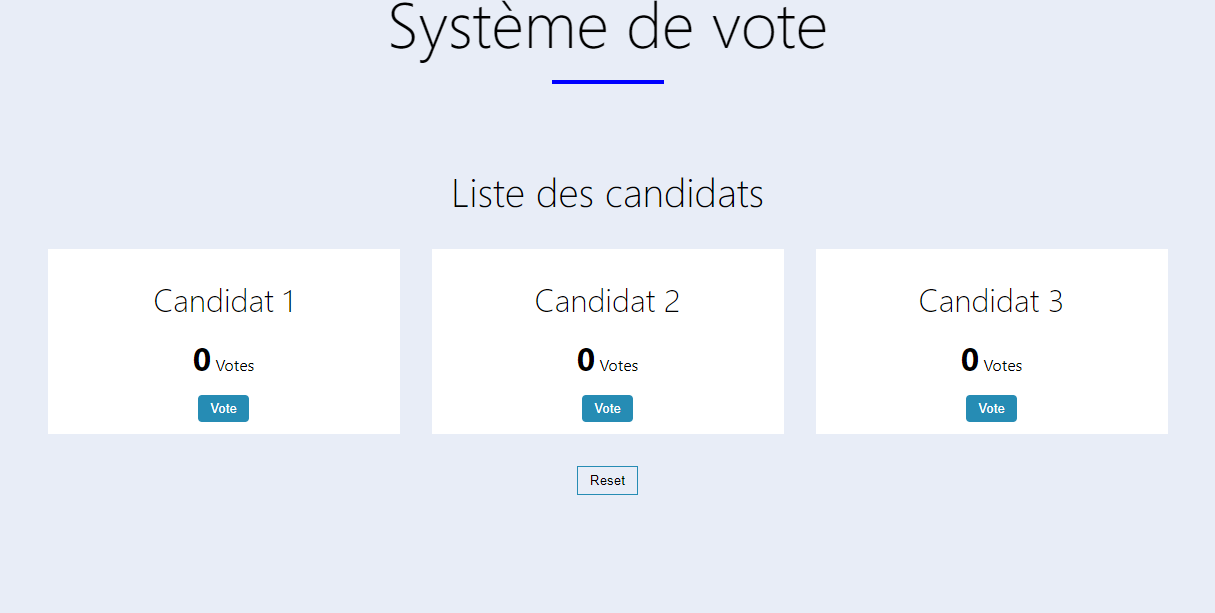 Système de vote
Liste des candidats
Candidat 1
0 Votes
Vote
Candidat 2
0 Votes
Vote
Candidat 3
0 Votes
Vote
Reset